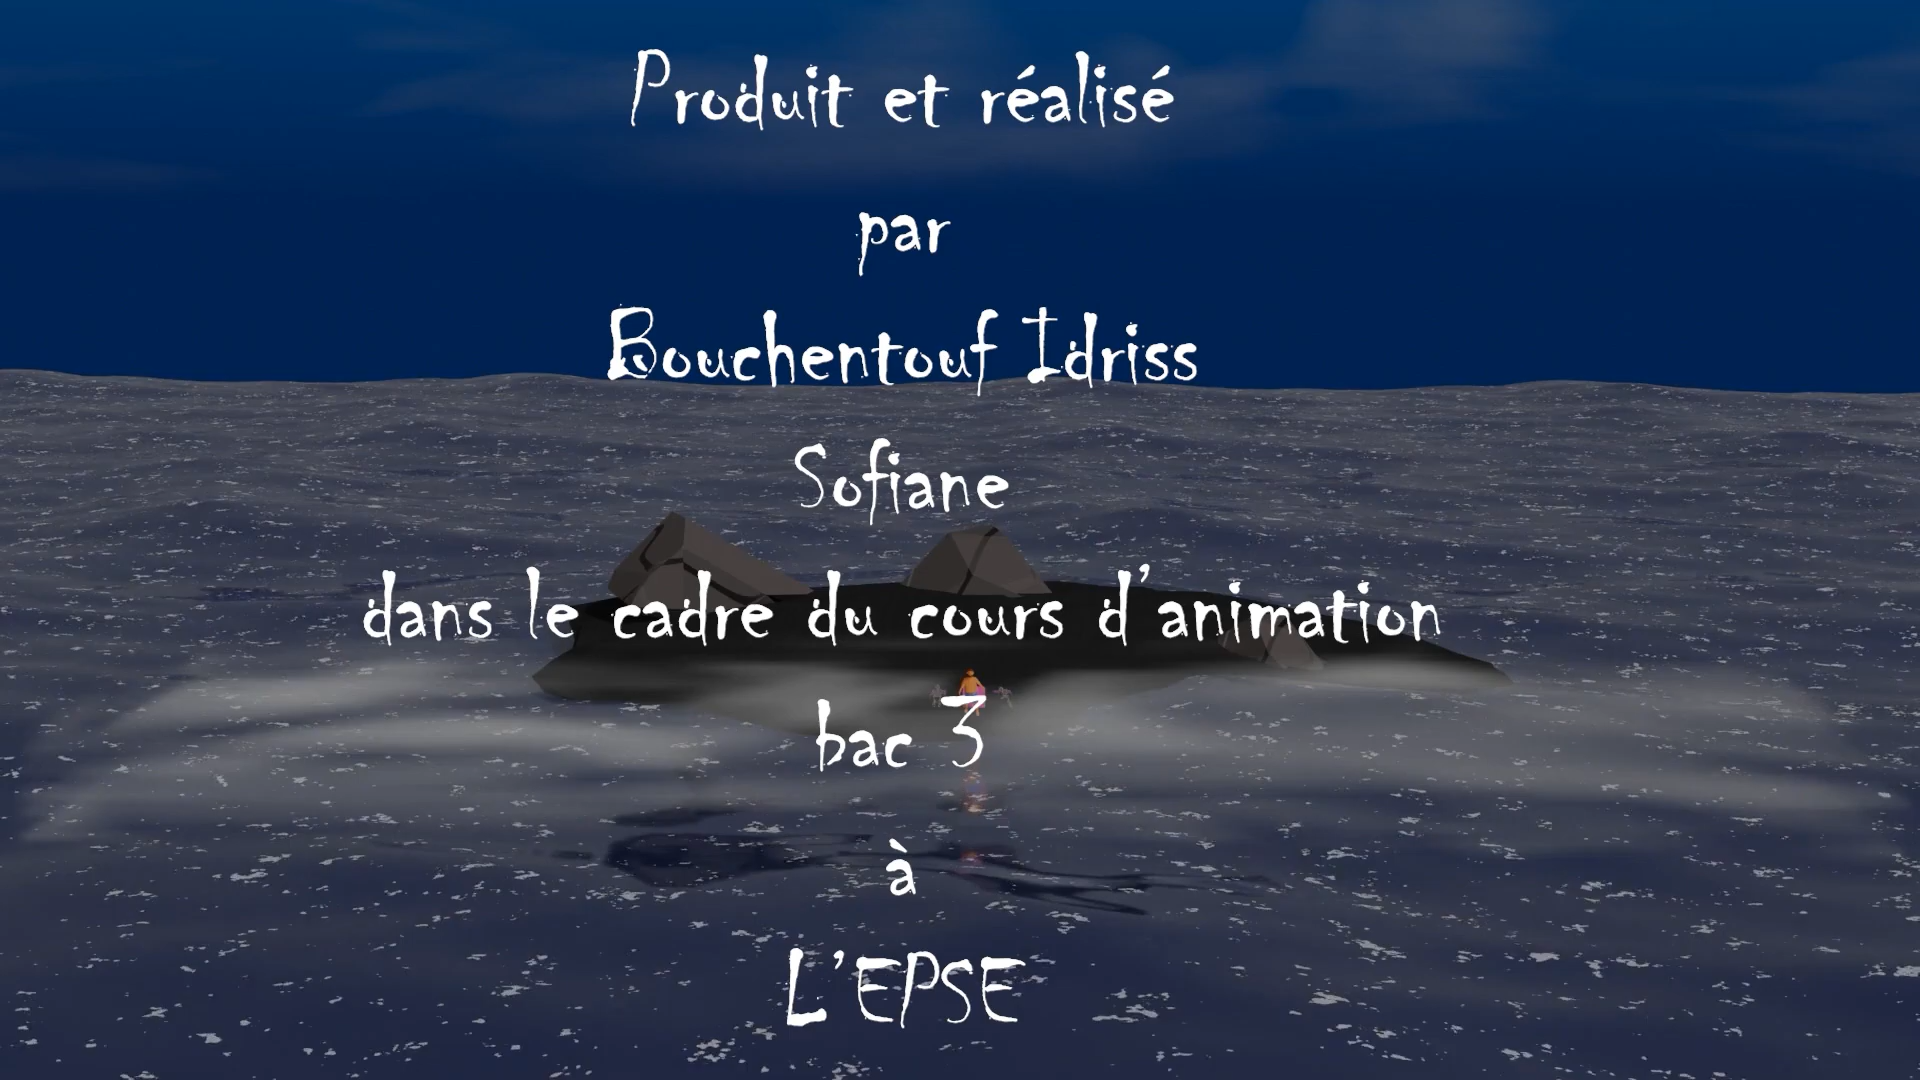 Produit et réalisé
par
Bouchentouf Idriss
Sofiane
dans le cadre du cours d'animation
bac 3
à
L'EPSE